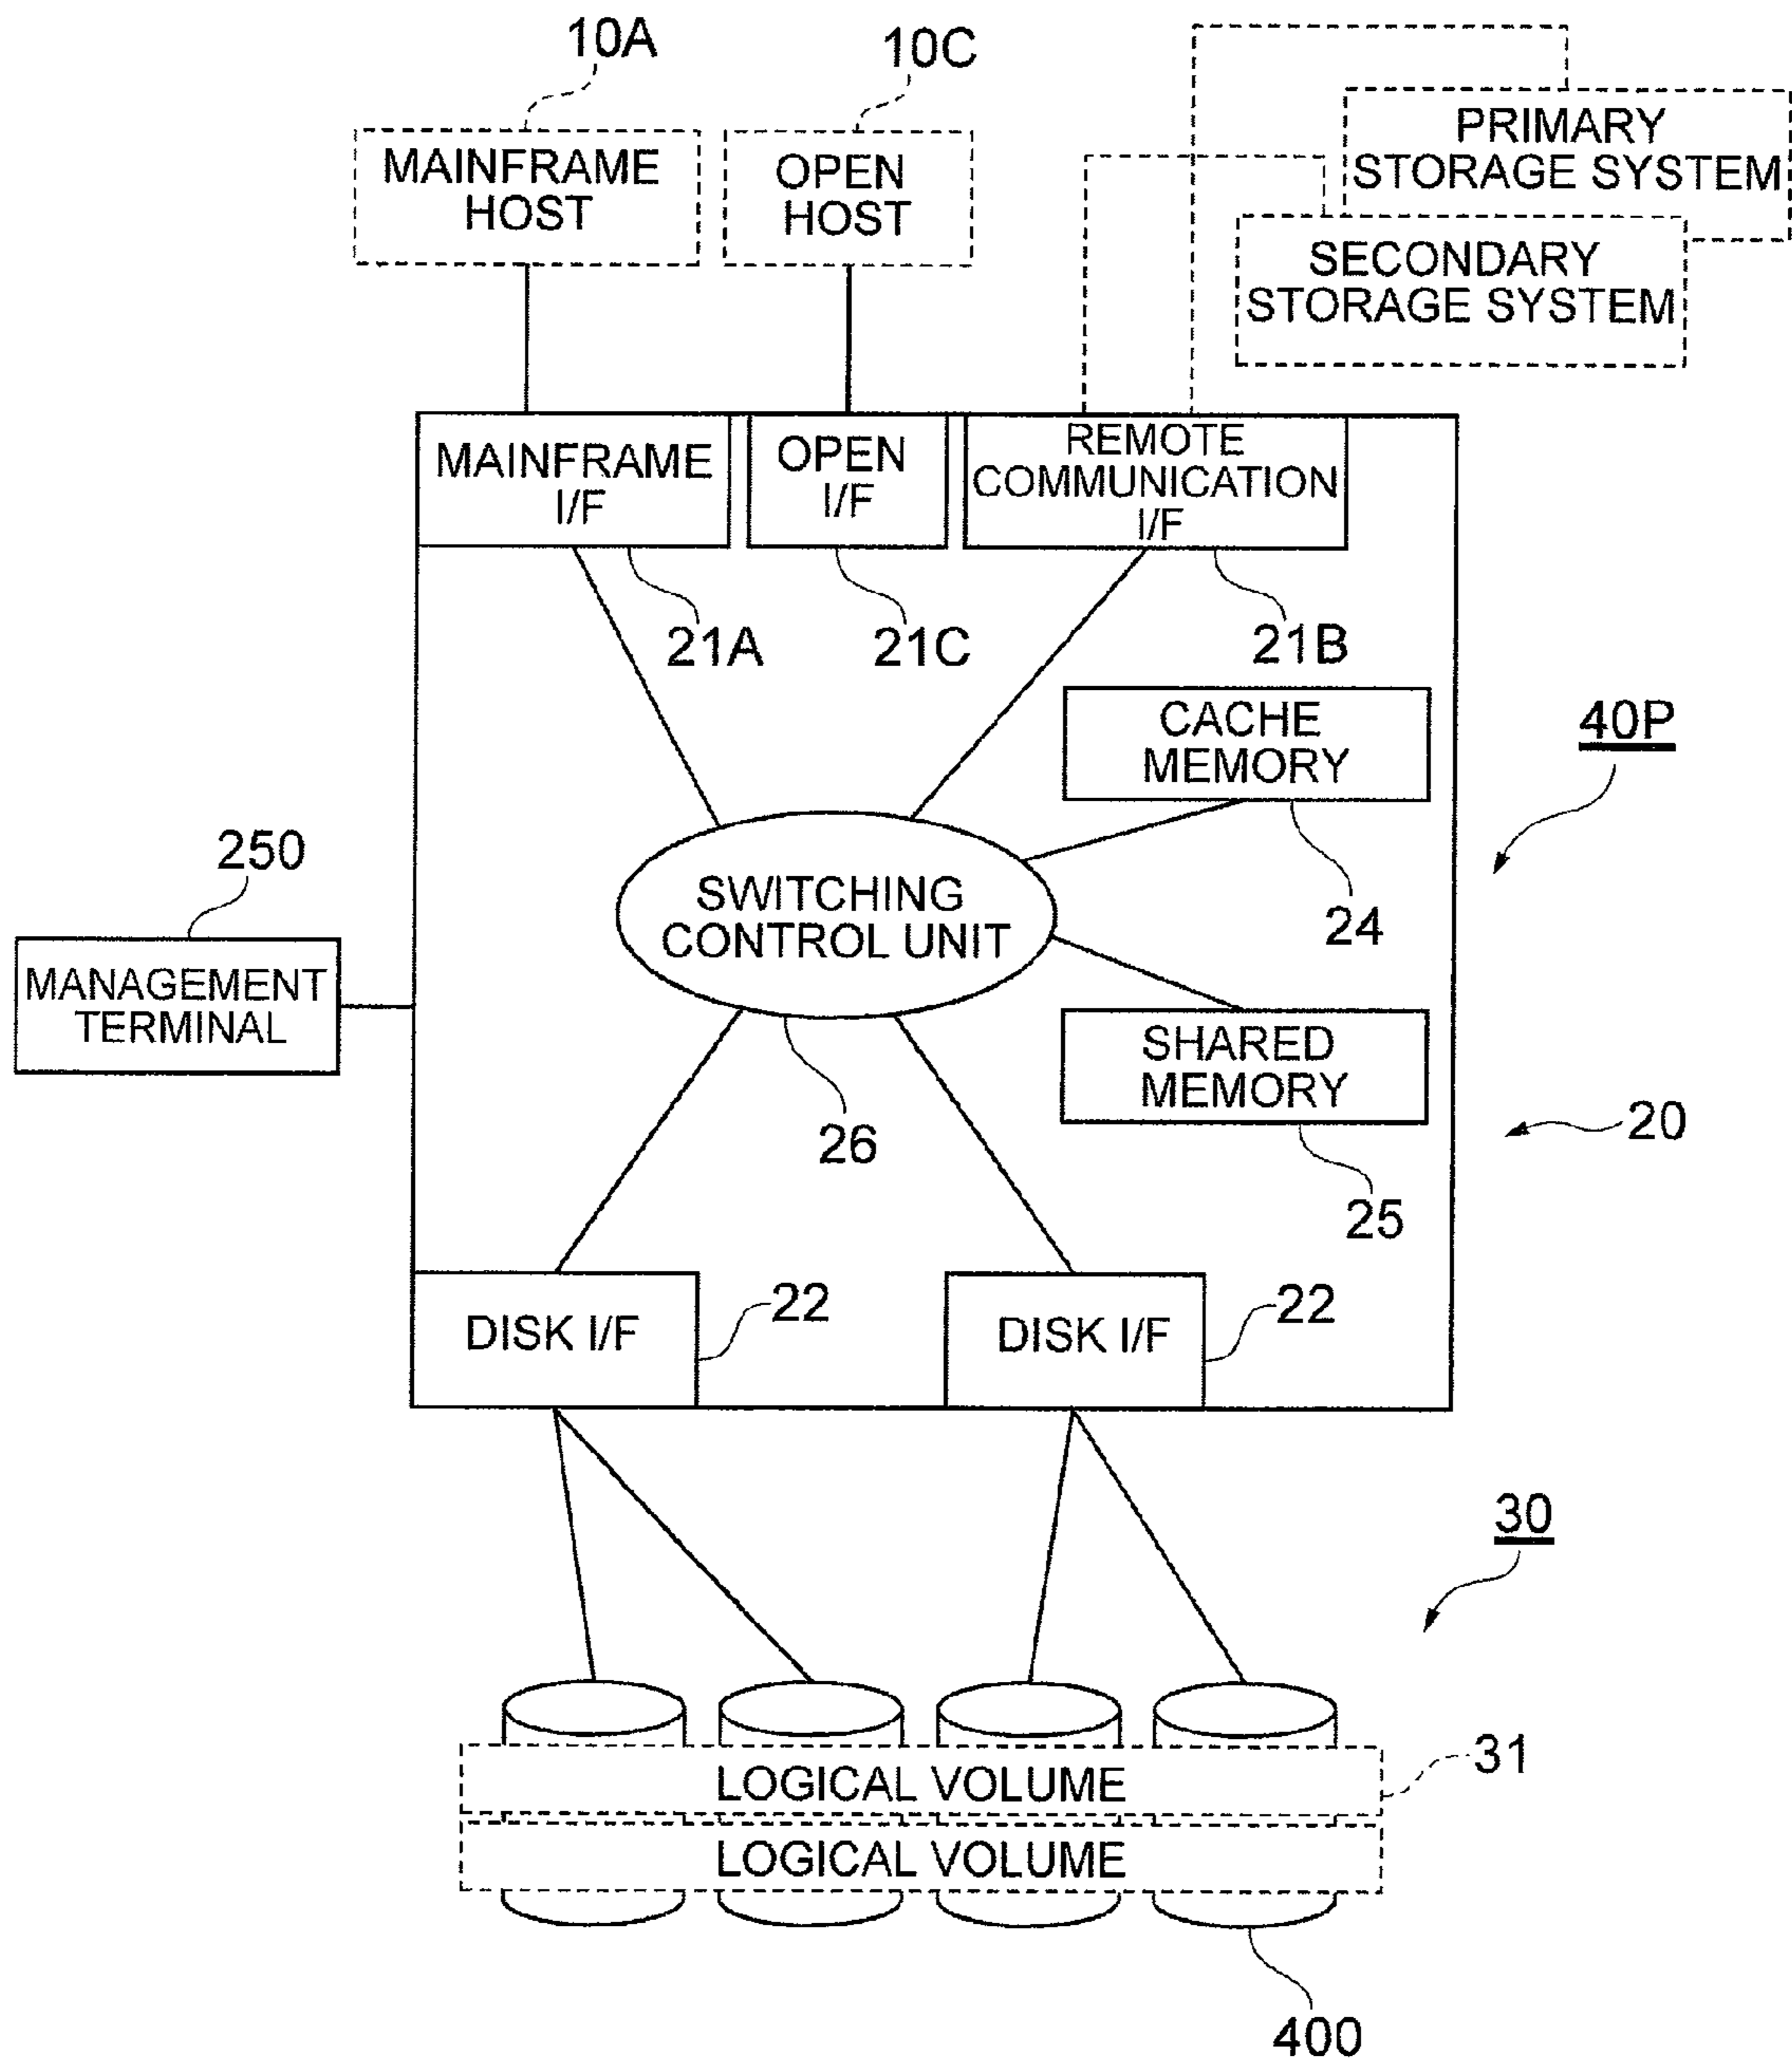 10A
10C
MAINFRAME
HOST
OPEN
HOST
PRIMARY
STORAGE SYSTEM
SECONDARY
STORAGE SYSTEM
MAINFRAME
I/F
OPEN
I/F
REMOTE
COMMUNICATION
I/F
21A
21C
21B
CACHE
MEMORY
40P
250
SWITCHING
CONTROL UNIT
24
MANAGEMENT
TERMINAL
SHARED
MEMORY
26
20
25
DISK I/F
22
DISK I/F
22
30
LOGICAL VOLUME
31
LOGICAL VOLUME
400